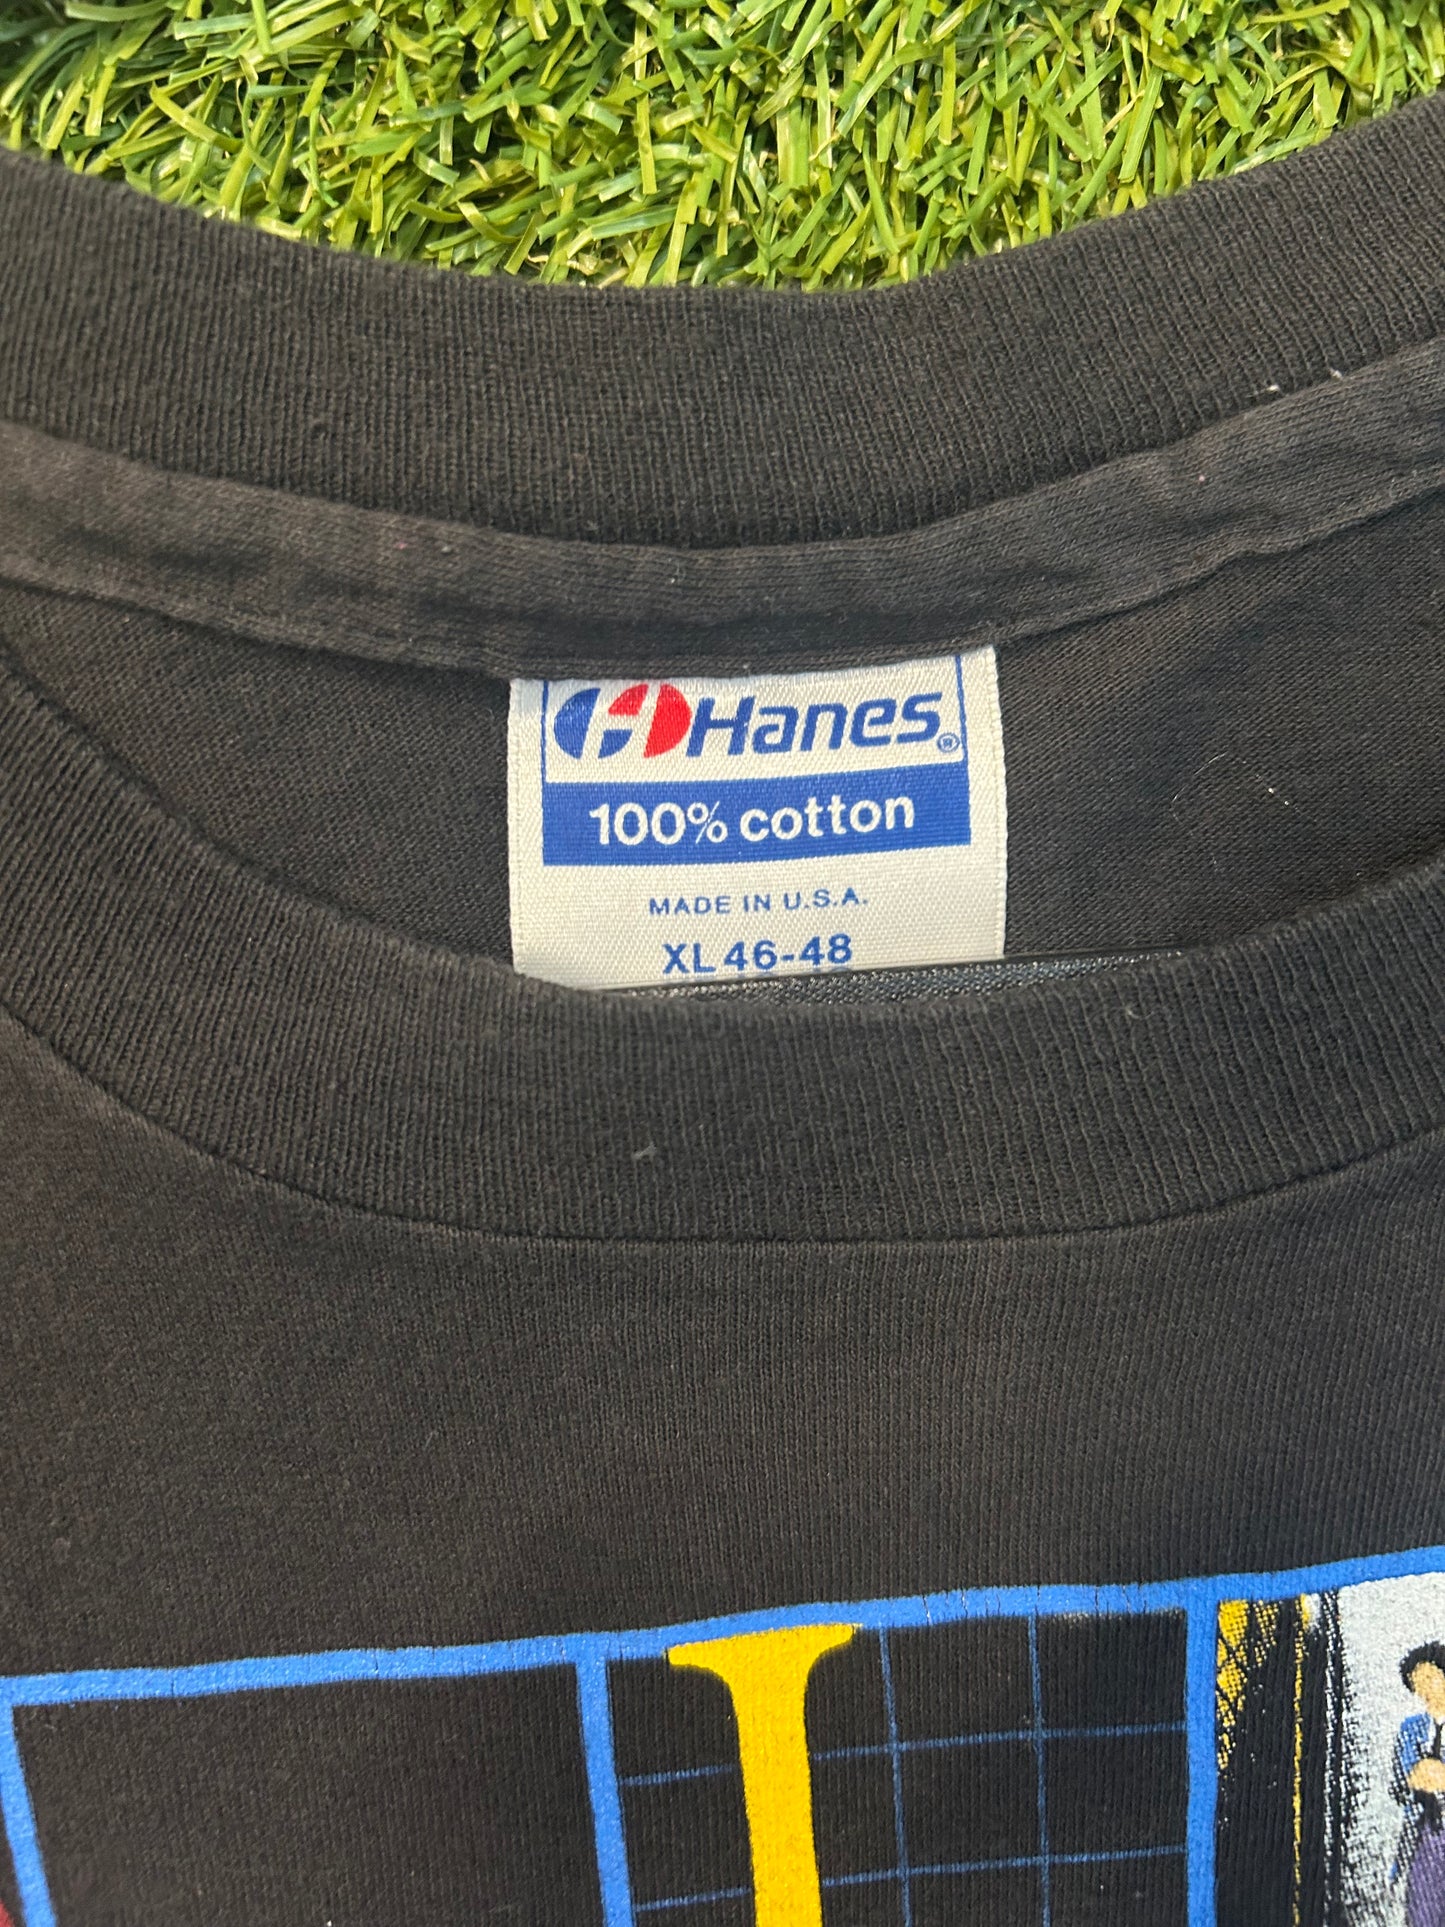 Hanes®
100% cotton
MADE IN U.S.A.
XL 46-48
I